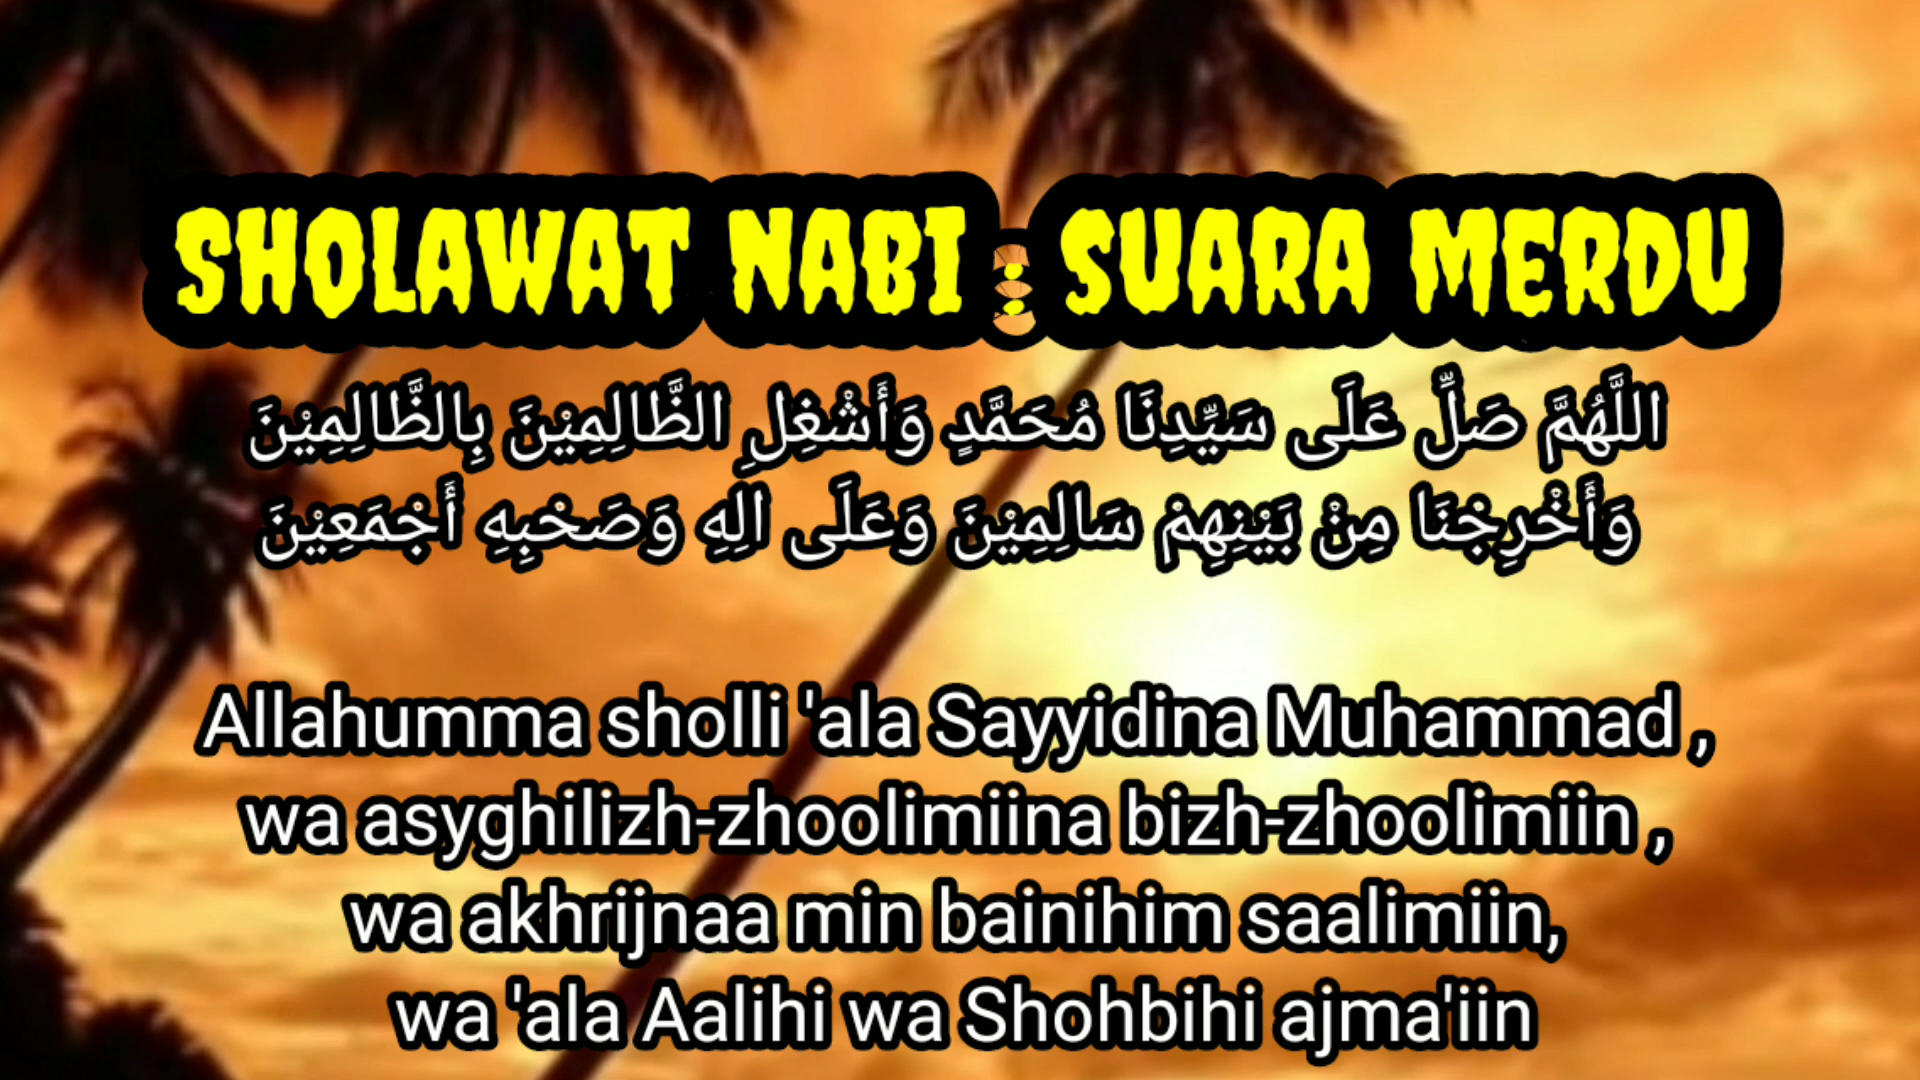 SHOLAWAT NABI : SUARA MERDU
اللَّهُمَّ صَلِّ عَلَى سَيِّدِنَا مُحَمَّدٍ وَأَشْغِلِ الظَّالِمِيْنَ بِالظَّالِمِيْنَ
وَأَخْرِجْنَا مِنْ بَيْنِهِمْ سَالِمِيْنَ وَعَلَى الِهِ وَصَحْبِهِ أَجْمَعِيْنَ
Allahumma sholli 'ala Sayyidina Muhammad ,
wa asyghilizh-zhoolimiina bizh-zhoolimiin ,
wa akhrijnaa min bainihim saalimiin,
wa 'ala Aalihi wa Shohbihi ajma'iin